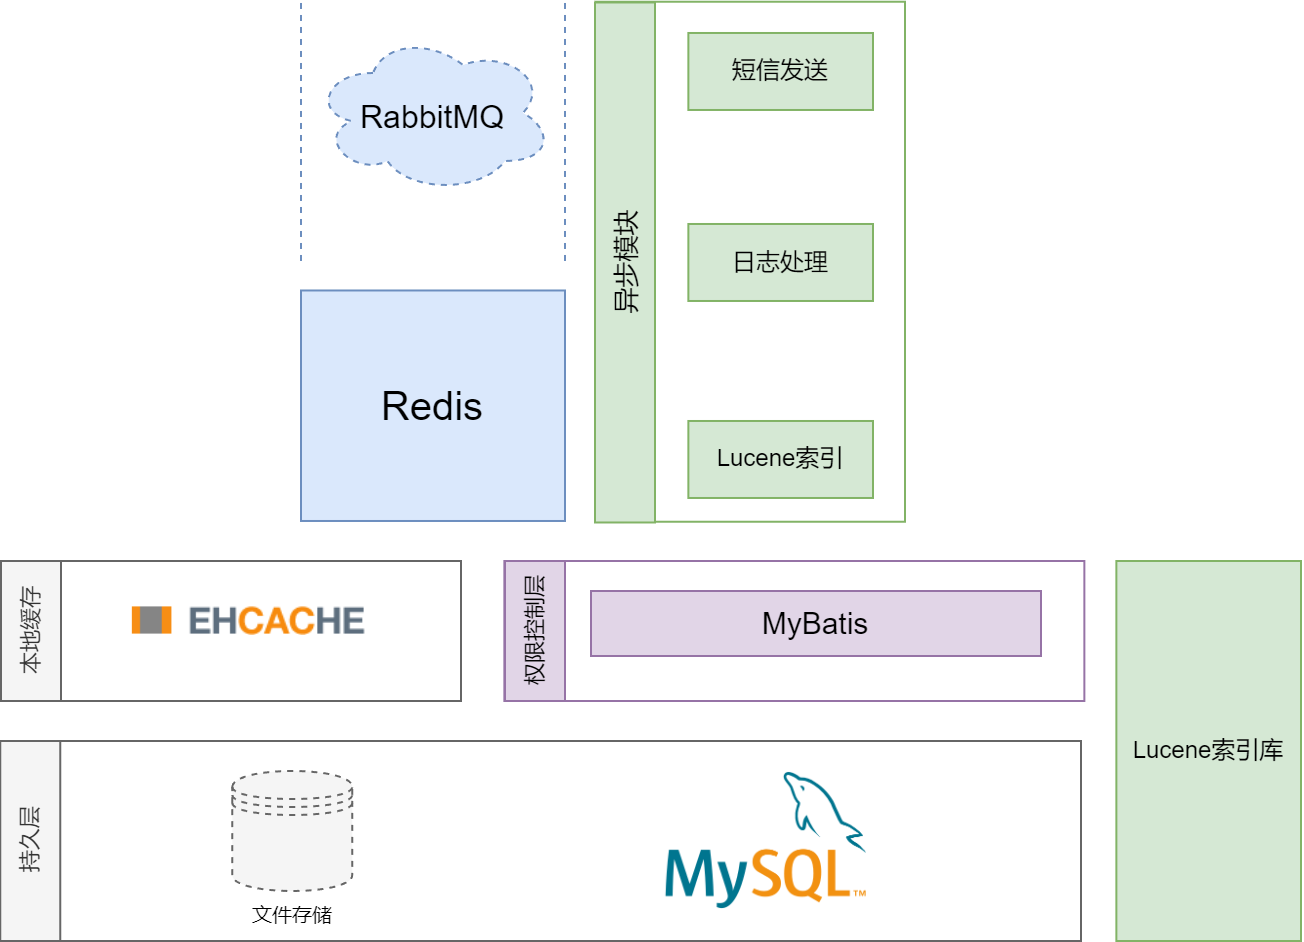 RabbitMQ
Redis
异步模块
短信发送
日志处理
Lucene索引
本地缓存
EHCACHE
权限控制层
MyBatis
Lucene索引库
持久层
文件存储
MySQL™